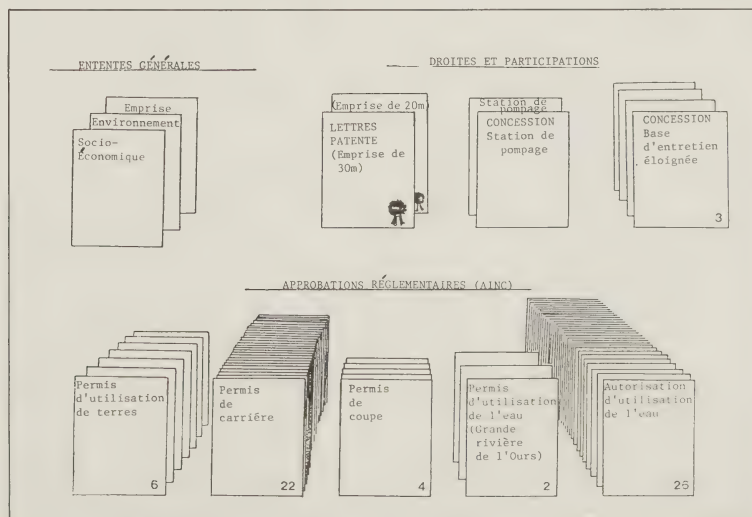 ENTENTES GÉNÉRALES
Emprise
Environnement
Socio-
Économique
DROITES ET PARTICIPATIONS
(Emprise de 20m)
LETTRES
PATENTE
(Emprise de
30m)
Station de
pompage
CONCESSION
Station de
pompage
CONCESSION
Base
d'entretien
éloignée
3
APPROBATIONS RÉGLEMENTAIRES (AINC)
Permis
d'utilisation
de terres
6
Permis
de
carriére
22
Permis
de
coupe
4
Permis
d'utilisation
de l'eau
(Grande
rivière
de l'Ours)
2
Autorisation
d'utilisation
de l'eau
26